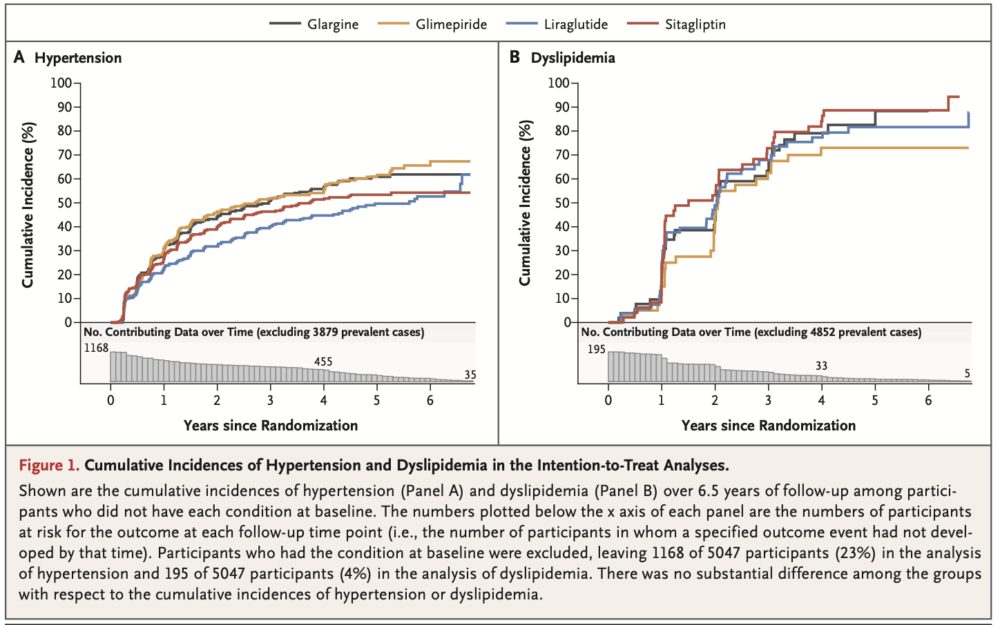 Glargine Glimepiride Liraglutide Sitagliptin
A Hypertension
100
90
80
70
60
50
40
30
20
10
0
Cumulative Incidence (%)
No. Contributing Data over Time (excluding 3879 prevalent cases)
1168
455
35
0 1 2 3 4 5 6
Years since Randomization
B Dyslipidemia
100
90
80
70
60
50
40
30
20
10
0
Cumulative Incidence (%)
No. Contributing Data over Time (excluding 4852 prevalent cases)
195
33
5
0 1 2 3 4 5 6
Years since Randomization
Figure 1. Cumulative Incidences of Hypertension and Dyslipidemia in the Intention-to-Treat Analyses.
Shown are the cumulative incidences of hypertension (Panel A) and dyslipidemia (Panel B) over 6.5 years of follow-up among partici-
pants who did not have each condition at baseline. The numbers plotted below the x axis of each panel are the numbers of participants
at risk for the outcome at each follow-up time point (i.e., the number of participants in whom a specified outcome event had not devel-
oped by that time). Participants who had the condition at baseline were excluded, leaving 1168 of 5047 participants (23%) in the analysis
of hypertension and 195 of 5047 participants (4%) in the analysis of dyslipidemia. There was no substantial difference among the groups
with respect to the cumulative incidences of hypertension or dyslipidemia.